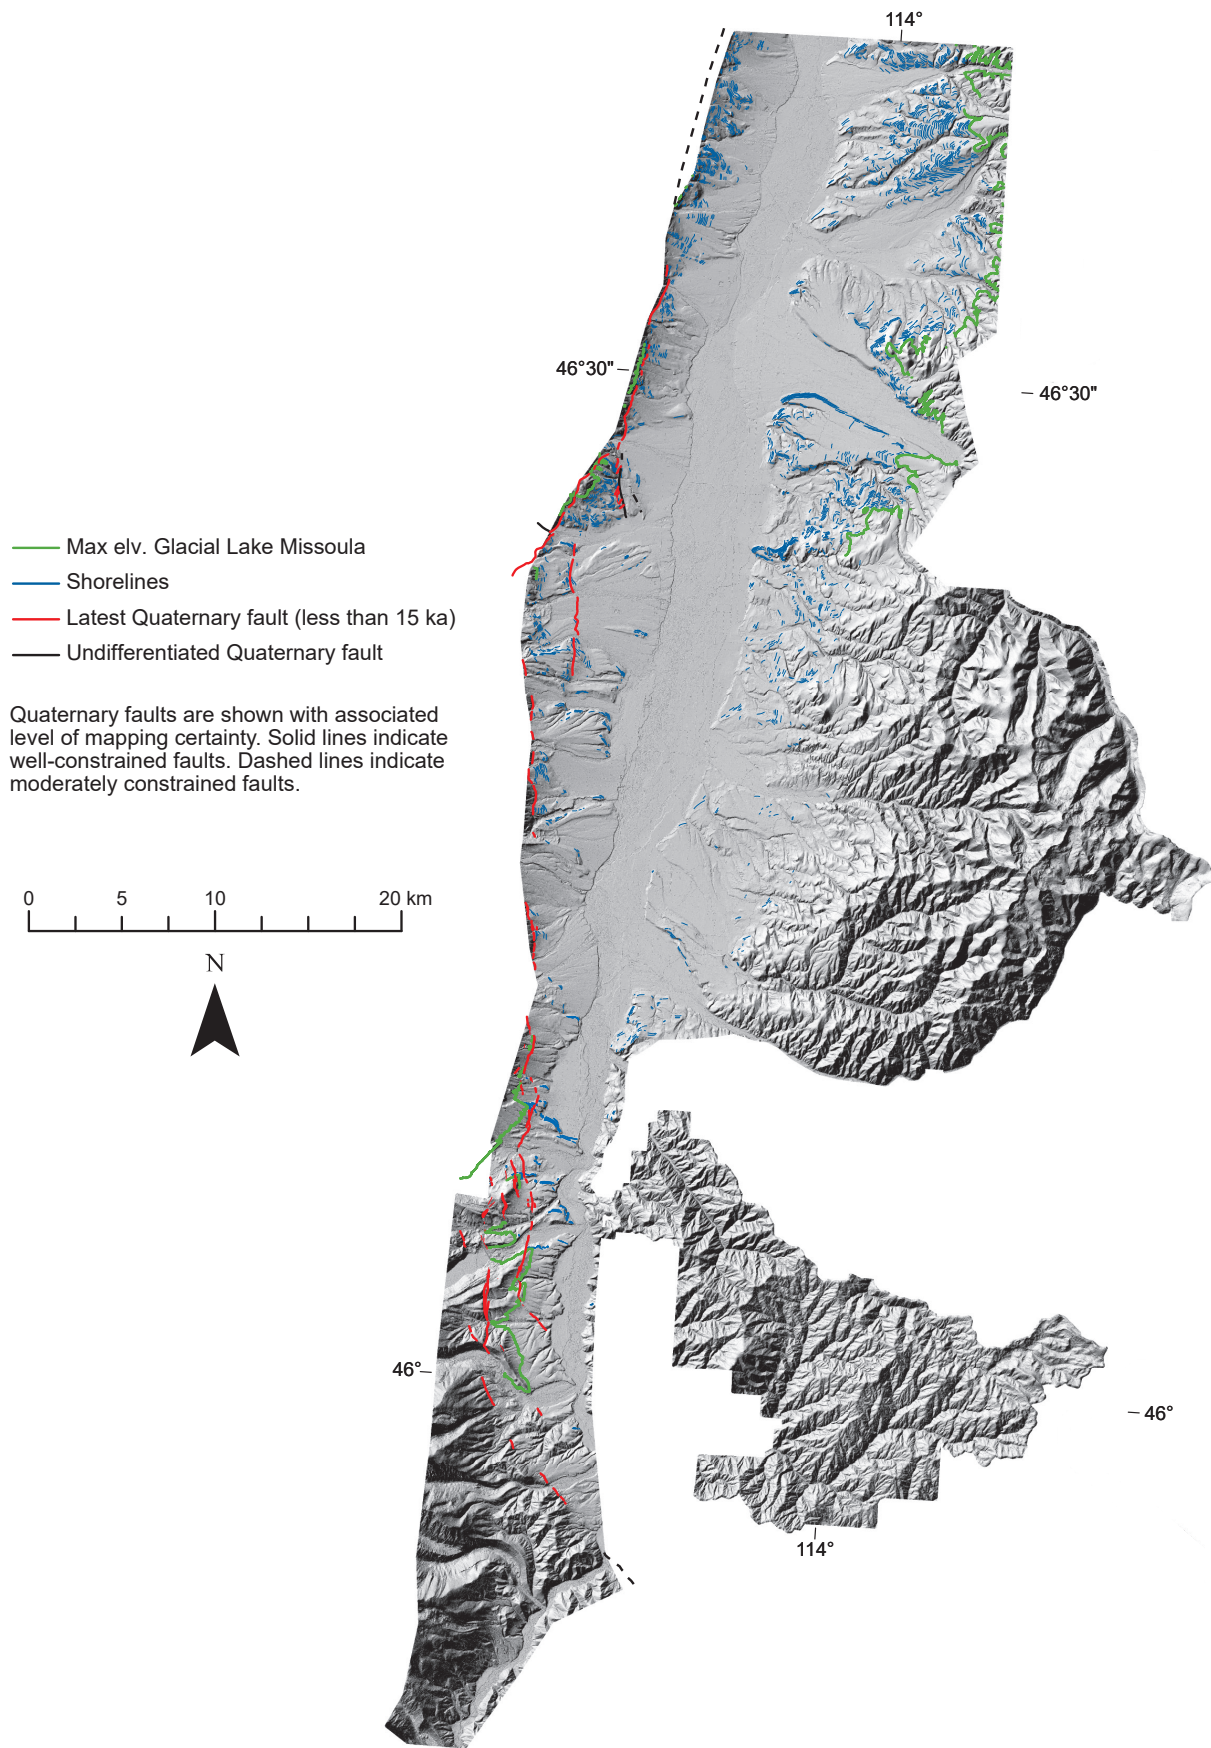 114°
46°30"
46°30"
Max elv. Glacial Lake Missoula
Shorelines
Latest Quaternary fault (less than 15 ka)
Undifferentiated Quaternary fault
Quaternary faults are shown with associated
level of mapping certainty. Solid lines indicate
well-constrained faults. Dashed lines indicate
moderately constrained faults.
0 5 10 20 km
N
46°
46°
114°